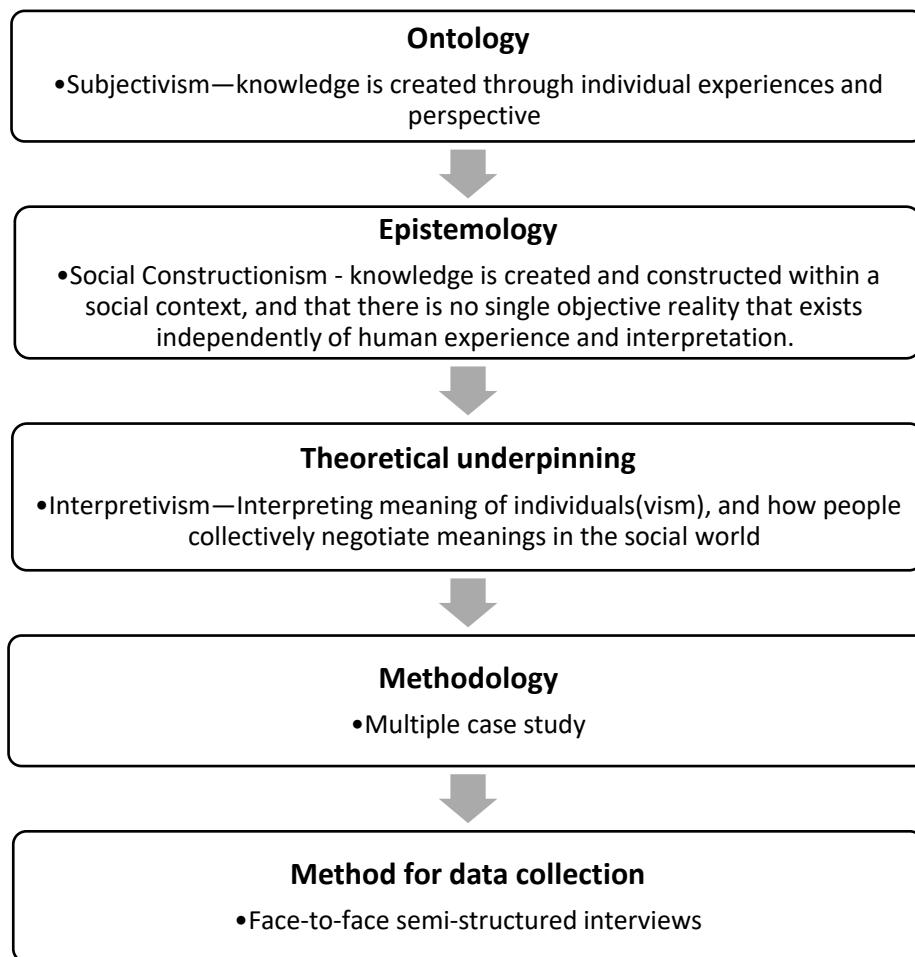 Ontology
•Subjectivism—knowledge is created through individual experiences and
perspective
Epistemology
•Social Constructionism - knowledge is created and constructed within a
social context, and that there is no single objective reality that exists
independently of human experience and interpretation.
Theoretical underpinning
•Interpretivism—Interpreting meaning of individuals(vism), and how people
collectively negotiate meanings in the social world
Methodology
•Multiple case study
Method for data collection
•Face-to-face semi-structured interviews